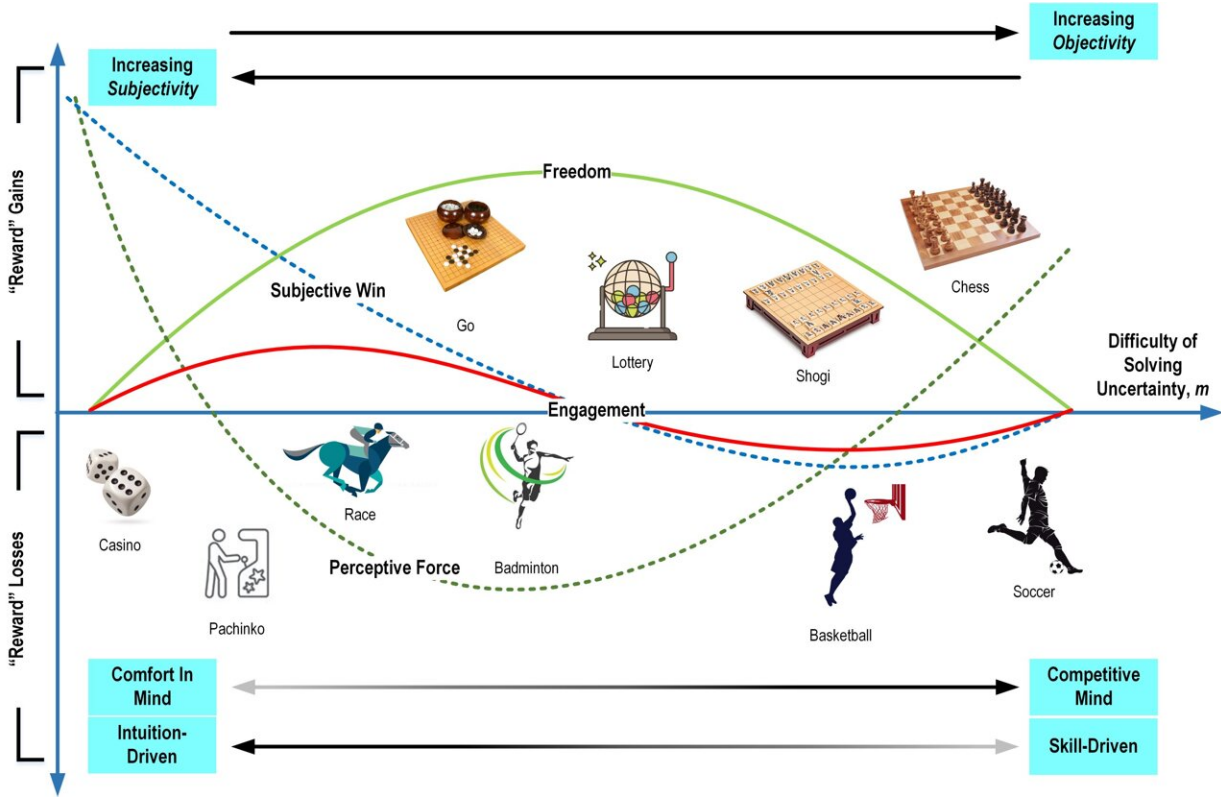 Increasing
Objectivity
Increasing
Subjectivity
"Reward" Gains
Freedom
Subjective Win
Go
Lottery
Shogi
Chess
Difficulty of
Solving
Uncertainty, m
Engagement
Casino
Race
Badminton
Perceptive Force
Pachinko
Basketball
Soccer
"Reward" Losses
Comfort In
Mind
Competitive
Mind
Intuition-
Driven
Skill-Driven